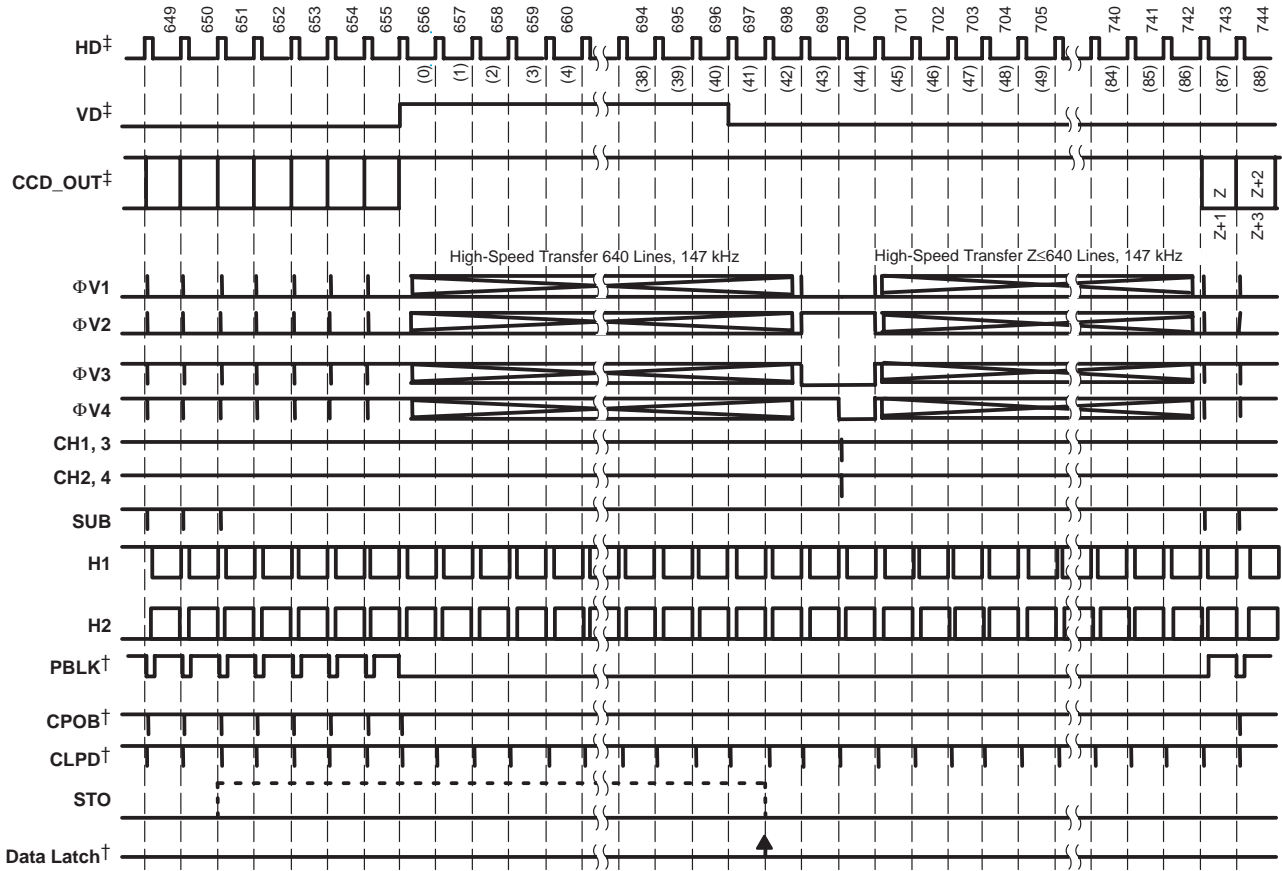 649 650 651 652 653 654 655 656 657 658 659 660 694 695 696 697 698 699 700 701 702 703 704 705 740 741 742 743 744
HD‡
(0) (1) (2) (3) (4) (38) (39) (40) (41) (42) (43) (44) (45) (46) (47) (48) (49) (84) (85) (86) (87) (88)
VD‡
CCD_OUT‡
Z Z+2
Z+1 Z+3
High-Speed Transfer 640 Lines, 147 kHz
High-Speed Transfer Z≤640 Lines, 147 kHz
ΦV1
ΦV2
ΦV3
ΦV4
CH1, 3
CH2, 4
SUB
H1
H2
PBLK†
CPOB†
CLPD†
STO
Data Latch†